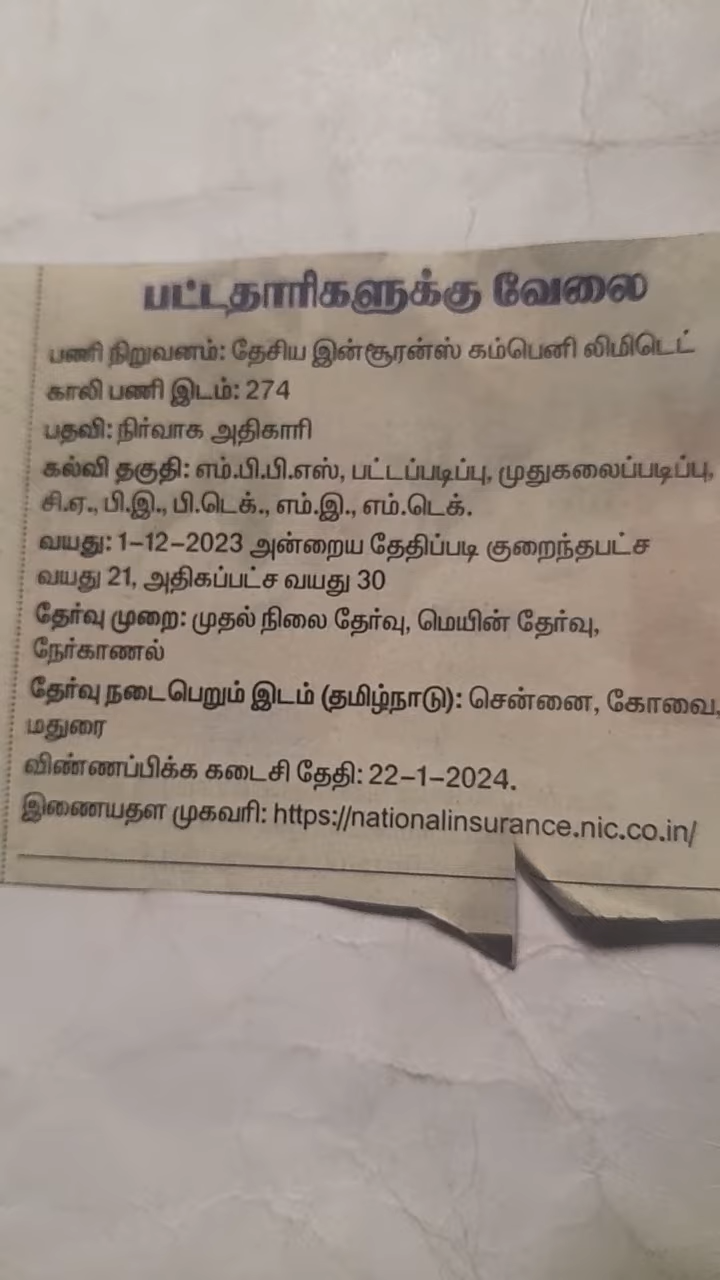 பட்டதாரிகளுக்கு வேலை
பணி நிறுவனம்: தேசிய இன்சூரன்ஸ் கம்பெனி லிமிடெட்
காலி பணி இடம்: 274
பதவி: நிர்வாக அதிகாரி
கல்வி தகுதி: எம்.பி.பி.எஸ், பட்டப்படிப்பு, முதுகலைப்படிப்பு,
சி.ஏ., பி.இ., பி.டெக்., எம்.இ., எம்.டெக்.
வயது: 1-12-2023 அன்றைய தேதிப்படி குறைந்தபட்ச
வயது 21, அதிகப்பட்ச வயது 30
தேர்வு முறை: முதல் நிலை தேர்வு, மெயின் தேர்வு,
நேர்காணல்
தேர்வு நடைபெறும் இடம் (தமிழ்நாடு): சென்னை, கோவை,
மதுரை
விண்ணப்பிக்க கடைசி தேதி: 22-1-2024.
இணையதள முகவரி: https://nationalinsurance.nic.co.in/